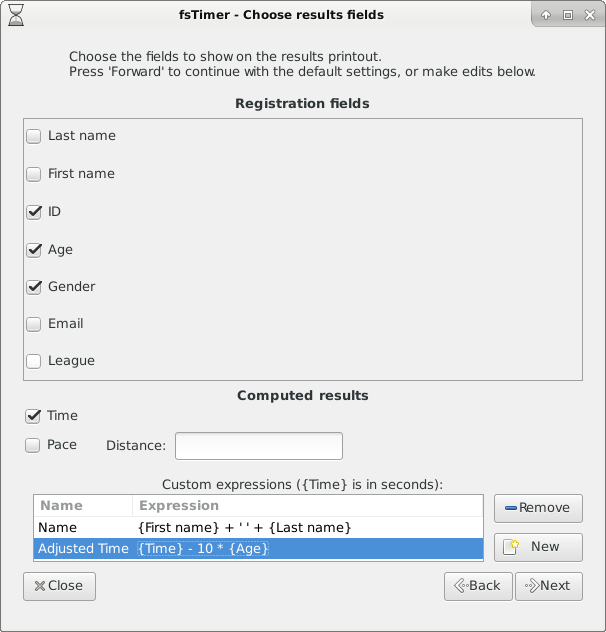 fsTimer - Choose results fields
Choose the fields to show on the results printout.
Press 'Forward' to continue with the default settings, or make edits below.
Registration fields
Last name
First name
ID
Age
Gender
Email
League
Computed results
Time
Pace Distance:
Custom expressions ({Time} is in seconds):
Name Expression
Name {First name} + ' ' + {Last name}
Adjusted Time {Time} - 10 * {Age}
Remove
New
Close Back Next